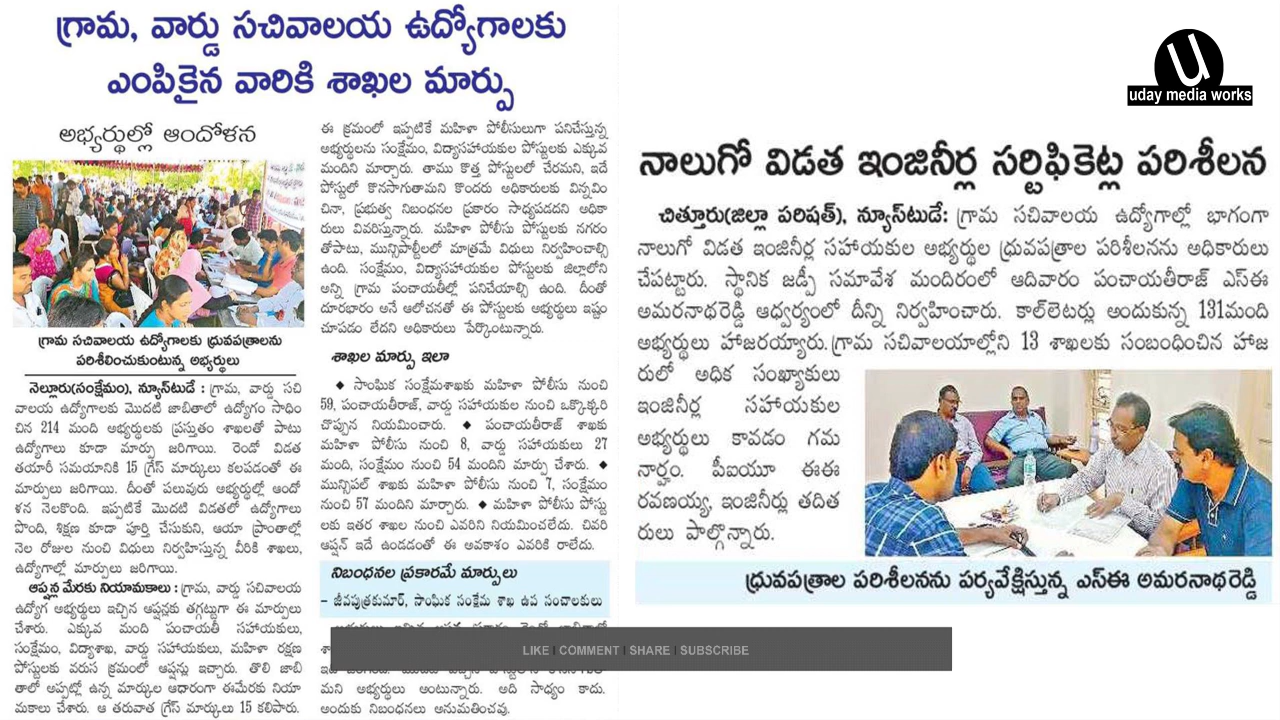 గ్రామ, వార్డు సచివాలయ ఉద్యోగాలకు
ఎంపికైన వారికి శాఖల మార్పు
అభ్యర్థుల్లో ఆందోళన
గ్రామ సచివాలయ ఉద్యోగాలకు ధ్రువపత్రాలను
పరిశీలించుకుంటున్న అభ్యర్థులు
నెల్లూరు(సంక్షేమం), న్యూస్‌టుడే : గ్రామ, వార్డు సచి
వాలయ ఉద్యోగాలకు మొదటి జాబితాలో ఉద్యోగం సాధిం
చిన 214 మంది అభ్యర్థులకు ప్రస్తుతం శాఖలతో పాటు
ఉద్యోగాలు కూడా మార్పు జరిగాయి. రెండో విడత
తయారీ సమయానికి 15 గ్రేస్ మార్కులు కలపడంతో ఈ
మార్పులు జరిగాయి. దీంతో పలువురు అభ్యర్థుల్లో ఆందో
ళన నెలకొంది. ఇప్పటికే మొదటి విడతలో ఉద్యోగాలు
పొంది, శిక్షణ కూడా పూర్తి చేసుకుని, ఆయా ప్రాంతాల్లో
నెల రోజుల నుంచి విధులు నిర్వహిస్తున్న వీరికి శాఖలు,
ఉద్యోగాల్లో మార్పులు జరిగాయి.
ఆప్షన్ల మేరకు నియామకాలు : గ్రామ, వార్డు సచివాలయ
ఉద్యోగ అభ్యర్థులు ఇచ్చిన ఆప్షన్లకు తగ్గట్టుగా ఈ మార్పులు
చేశారు. ఎక్కువ మంది పంచాయతీ సహాయకులు,
సంక్షేమం, విద్యాశాఖ, వార్డు సహాయకులు, మహిళా రక్షణ
పోస్టులకు వరుస క్రమంలో ఆప్షన్లు ఇచ్చారు. తొలి జాబి
తాలో అప్పట్లో ఉన్న మార్కుల ఆధారంగా ఈమేరకు నియా
మకాలు చేశారు. ఆ తరువాత గ్రేస్ మార్కులు 15 కలిపారు.
ఈ క్రమంలో ఇప్పటికే మహిళా పోలీసులుగా పనిచేస్తున్న
అభ్యర్థులను సంక్షేమం, విద్యాసహాయకుల పోస్టులకు ఎక్కువ
మందిని మార్చారు. తాము కొత్త పోస్టులలో చేరమని, ఇదే
పోస్టులో కొనసాగుతామని కొందరు అధికారులకు విన్నవిం
చినా, ప్రభుత్వ నిబంధనల ప్రకారం సాధ్యపడదని అధికా
రులు వివరిస్తున్నారు. మహిళా పోలీసు పోస్టులకు నగరం
తోపాటు, మున్సిపాల్టీలలో మాత్రమే విధులు నిర్వహించాల్సి
ఉంది. సంక్షేమం, విద్యాసహాయకుల పోస్టులకు జిల్లాలోని
అన్ని గ్రామ పంచాయతీల్లో పనిచేయాల్సి ఉంది. దీంతో
దూరభారం అనే ఆలోచనతో ఈ పోస్టులకు అభ్యర్థులు ఇష్టం
చూపడం లేదని అధికారులు పేర్కొంటున్నారు.
శాఖల మార్పు ఇలా
◆ సాంఘిక సంక్షేమశాఖకు మహిళా పోలీసు నుంచి
59, పంచాయతీరాజ్, వార్డు సహాయకుల నుంచి ఒక్కొక్కరి
చొప్పన నియమించారు. ◆ పంచాయతీరాజ్ శాఖకు
మహిళా పోలీసు నుంచి 8, వార్డు సహాయకులు 27
మంది, సంక్షేమం నుంచి 54 మందిని మార్పు చేశారు. ◆
మున్సిపల్ శాఖకు మహిళా పోలీసు నుంచి 7, సంక్షేమం
నుంచి 57 మందిని మార్చారు. ◆ మహిళా పోలీసు పోస్టు
లకు ఇతర శాఖల నుంచి ఎవరిని నియమించలేదు. చివరి
ఆప్షన్ ఇదే ఉండడంతో ఈ అవకాశం ఎవరికి రాలేదు.
నిబంధనల ప్రకారమే మార్పులు
– జీవపుత్రకుమార్, సాంఘిక సంక్షేమ శాఖ ఉప సంచాలకులు
LIKE | COMMENT | SHARE | SUBSCRIBE
మని అభ్యర్థులు అంటున్నారు. అది సాధ్యం కాదు.
అందుకు నిబంధనలు అనుమతించవు.
uday media works
నాలుగో విడత ఇంజినీర్ల సర్టిఫికెట్ల పరిశీలన
చిత్తూరు(జిల్లా పరిషత్), న్యూస్‌టుడే: గ్రామ సచివాలయ ఉద్యోగాల్లో భాగంగా
నాలుగో విడత ఇంజినీర్ల సహాయకుల అభ్యర్థుల ధ్రువపత్రాల పరిశీలనను అధికారులు
చేపట్టారు. స్థానిక జడ్పీ సమావేశ మందిరంలో ఆదివారం పంచాయతీరాజ్ ఎస్ఈ
అమరనాథరెడ్డి ఆధ్వర్యంలో దీన్ని నిర్వహించారు. కాల్‌లెటర్లు అందుకున్న 131మంది
అభ్యర్థులు హాజరయ్యారు. గ్రామ సచివాలయాల్లోని 13 శాఖలకు సంబంధించిన హాజ
రులో అధిక సంఖ్యాకులు
ఇంజినీర్ల సహాయకుల
అభ్యర్థులు కావడం గమ
నార్హం. పీఐయూ ఈఈ
రవణయ్య, ఇంజినీర్లు తదిత
రులు పాల్గొన్నారు.
ధ్రువపత్రాల పరిశీలనను పర్యవేక్షిస్తున్న ఎస్ఈ అమరనాథరెడ్డి